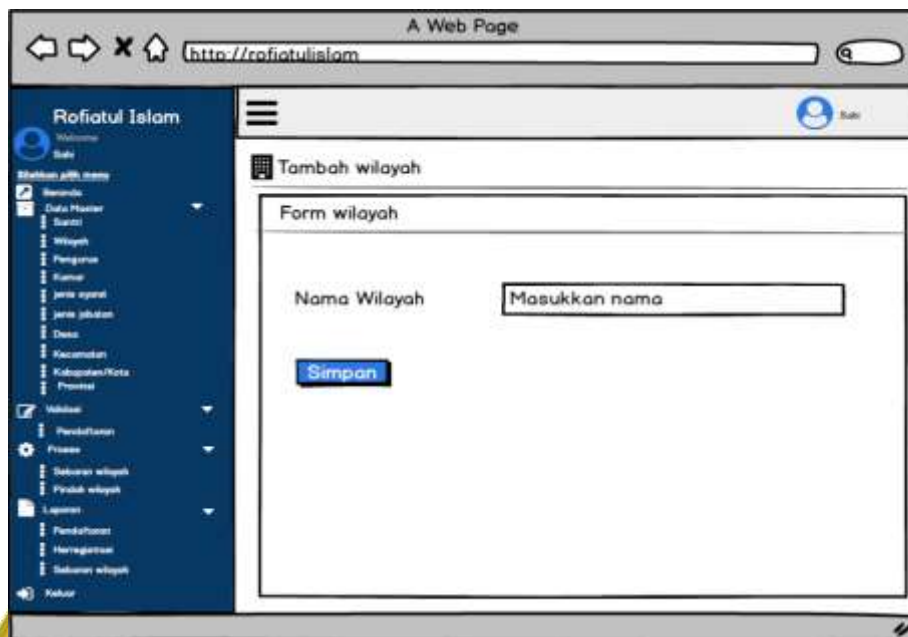 A Web Page
http://rofiatulislam
Rofiatul Islam
Welcome
Sabi
Silahkan pilih menu
Beranda
Data Master
Santri
Wilayah
Pengurus
Kamar
jenis syarat
jenis jabatan
Desa
Kecamatan
Kabupaten/Kota
Provinsi
Validasi
Pendaftaran
Proses
Sebaran wilayah
Pindah wilayah
Laporan
Pendaftaran
Herregistrasi
Sebaran wilayah
Keluar
Sabi
Tambah wilayah
Form wilayah
Nama Wilayah
Masukkan nama
Simpan